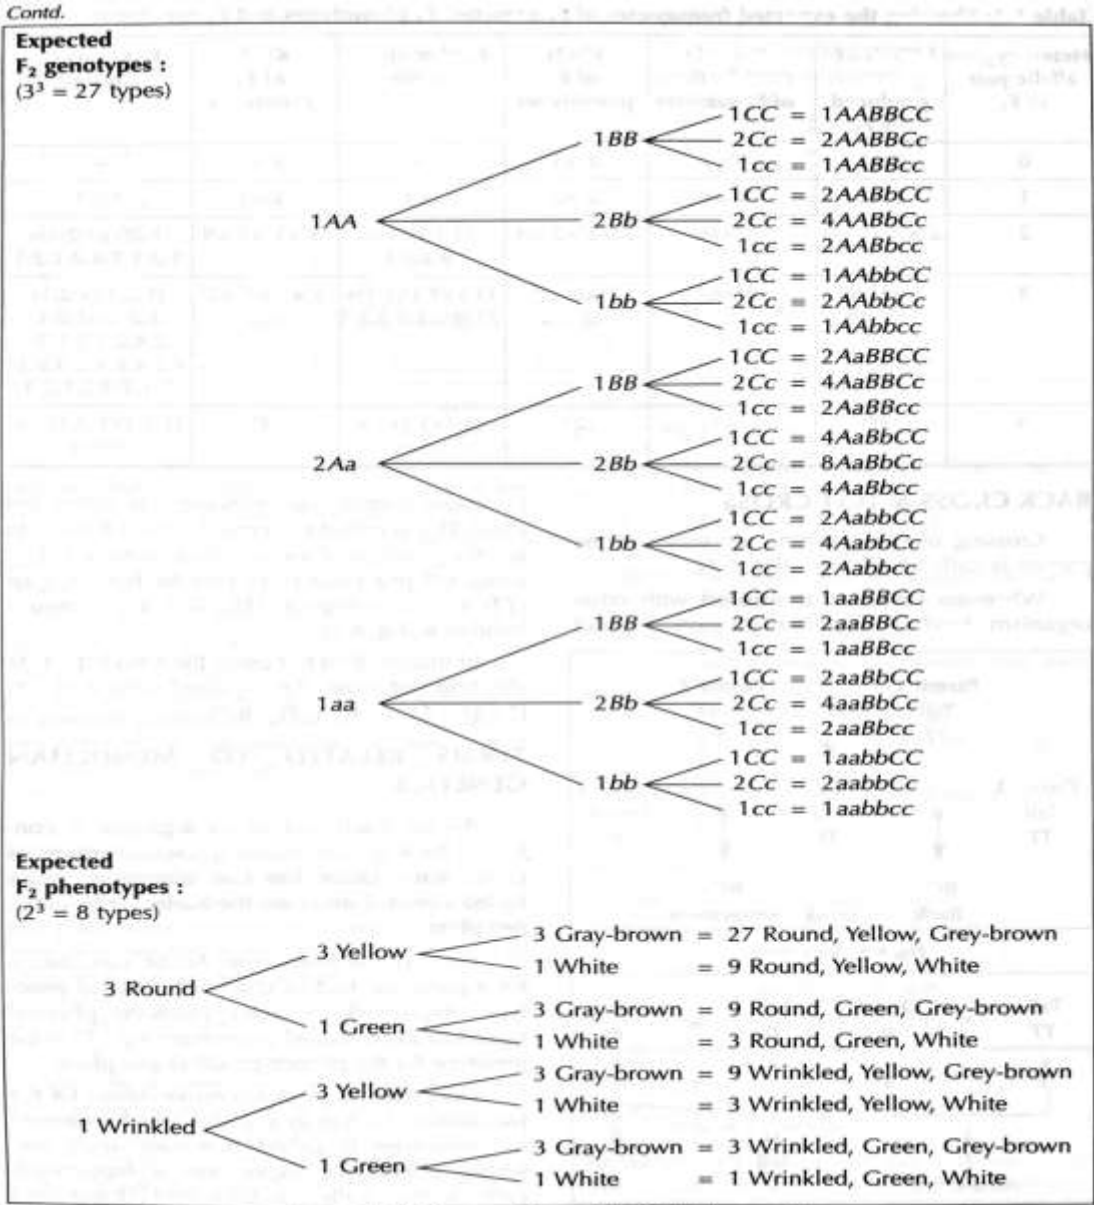 Contd.
Expected
F₂ genotypes :
(3³ = 27 types)
1CC = 1AABBCC
1BB 2Cc = 2AABBCc
1cc = 1AABBcc
1CC = 2AABbCC
1AA 2Bb 2Cc = 4AABbCc
1cc = 2AABbcc
1CC = 1AAbbCC
1bb 2Cc = 2AAbbCc
1cc = 1AAbbcc
1CC = 2AaBBCC
1BB 2Cc = 4AaBBCc
1cc = 2AaBBcc
1CC = 4AaBbCC
2Aa 2Bb 2Cc = 8AaBbCc
1cc = 4AaBbcc
1CC = 2AabbCC
1bb 2Cc = 4AabbCc
1cc = 2Aabbcc
1CC = 1aaBBCC
1BB 2Cc = 2aaBBCc
1cc = 1aaBBcc
1CC = 2aaBbCC
1aa 2Bb 2Cc = 4aaBbCc
1cc = 2aaBbcc
1CC = 1aabbCC
1bb 2Cc = 2aabbCc
1cc = 1aabbcc
Expected
F₂ phenotypes :
(2³ = 8 types)
3 Gray-brown = 27 Round, Yellow, Grey-brown
3 Yellow
1 White = 9 Round, Yellow, White
3 Round
3 Gray-brown = 9 Round, Green, Grey-brown
1 Green
1 White = 3 Round, Green, White
3 Gray-brown = 9 Wrinkled, Yellow, Grey-brown
3 Yellow
1 White = 3 Wrinkled, Yellow, White
1 Wrinkled
3 Gray-brown = 3 Wrinkled, Green, Grey-brown
1 Green
1 White = 1 Wrinkled, Green, White